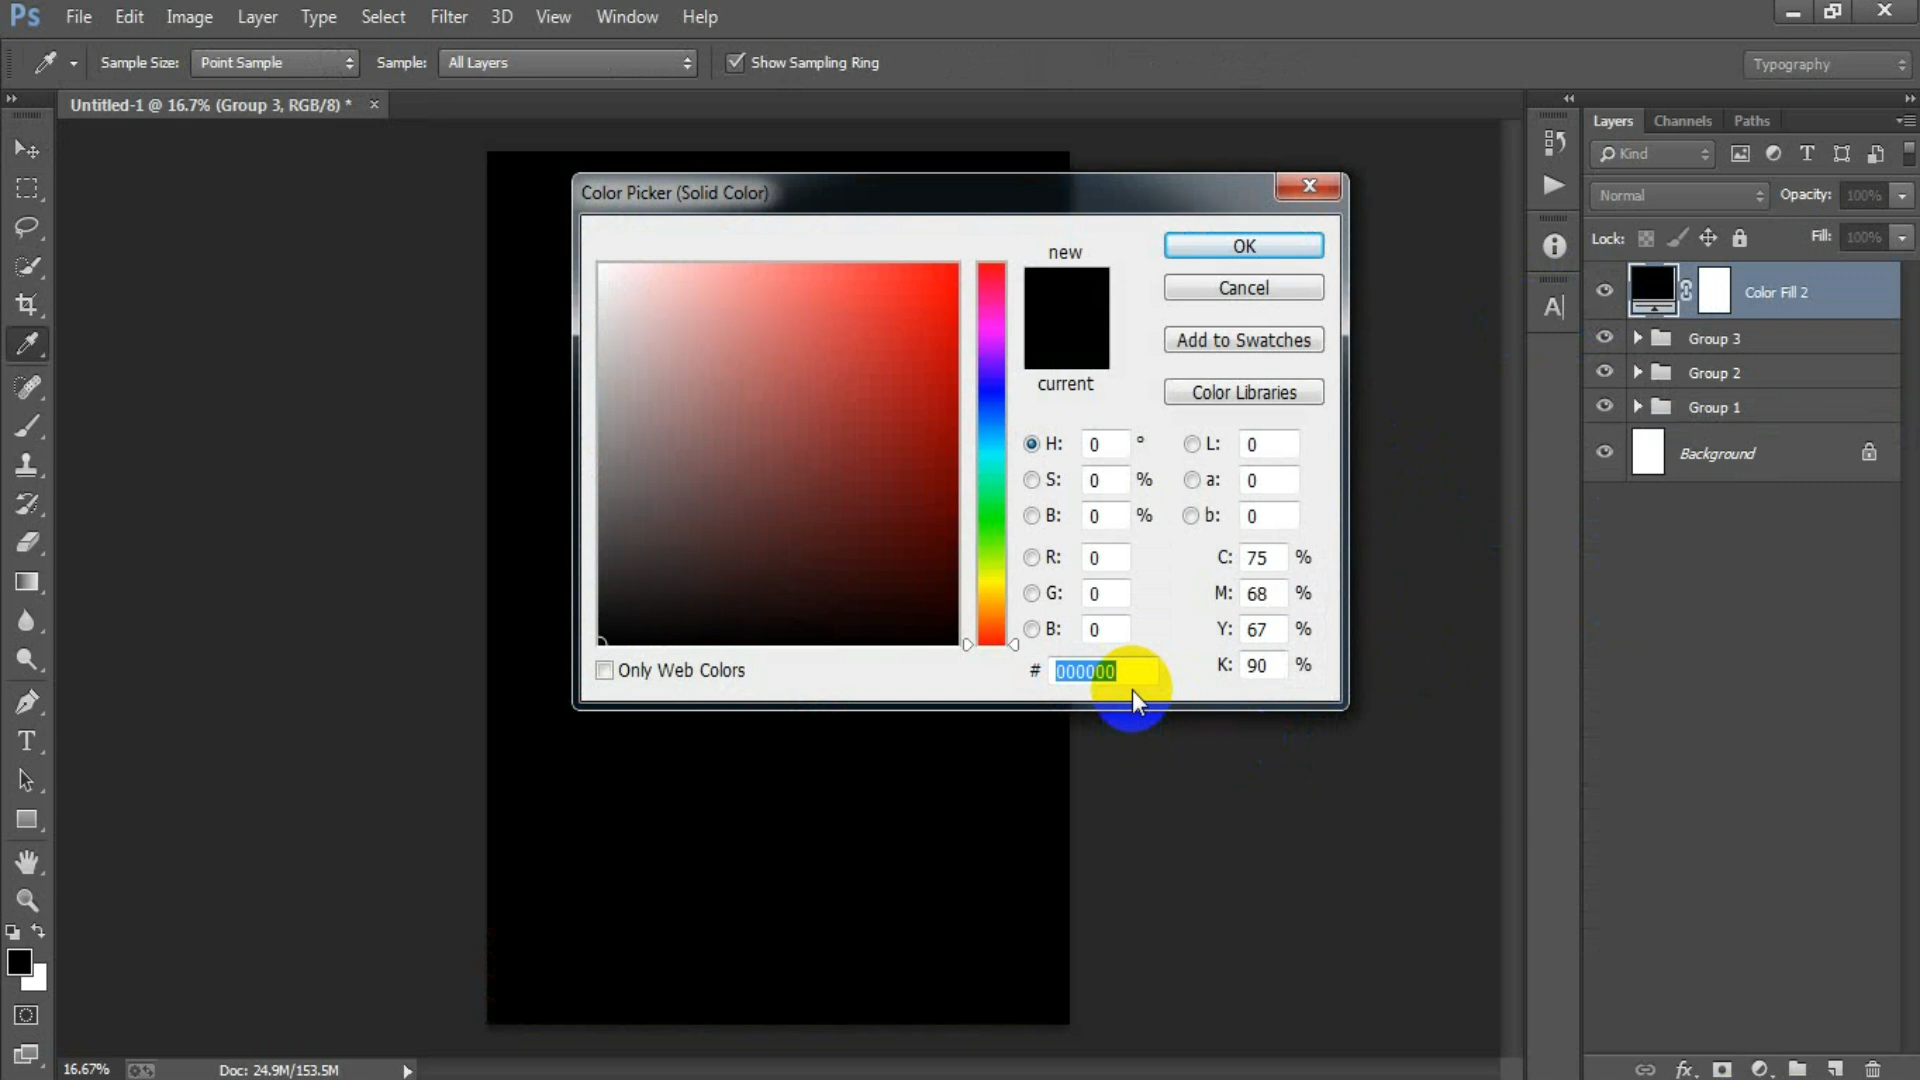 Ps File Edit Image Layer Type Select Filter 3D View Window Help
Sample Size: Point Sample Sample: All Layers Show Sampling Ring Typography
Untitled-1 @ 16.7% (Group 3, RGB/8) * ×
Layers Channels Paths
Kind
Normal Opacity: 100%
Lock: Fill: 100%
Color Fill 2
Group 3
Group 2
Group 1
Background
A
Color Picker (Solid Color)
new
current
OK
Cancel
Add to Swatches
Color Libraries
H: 0 ° L: 0
S: 0 % a: 0
B: 0 % b: 0
R: 0 C: 75 %
G: 0 M: 68 %
B: 0 Y: 67 %
# 000000 K: 90 %
Only Web Colors
T
16.67% Doc: 24.9M/153.5M
fx